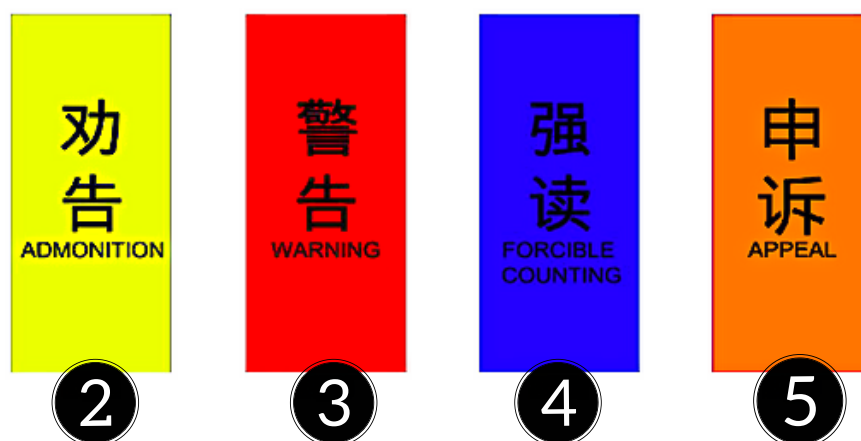 劝告
ADMONITION
2
警告
WARNING
3
强读
FORCIBLE
COUNTING
4
申诉
APPEAL
5